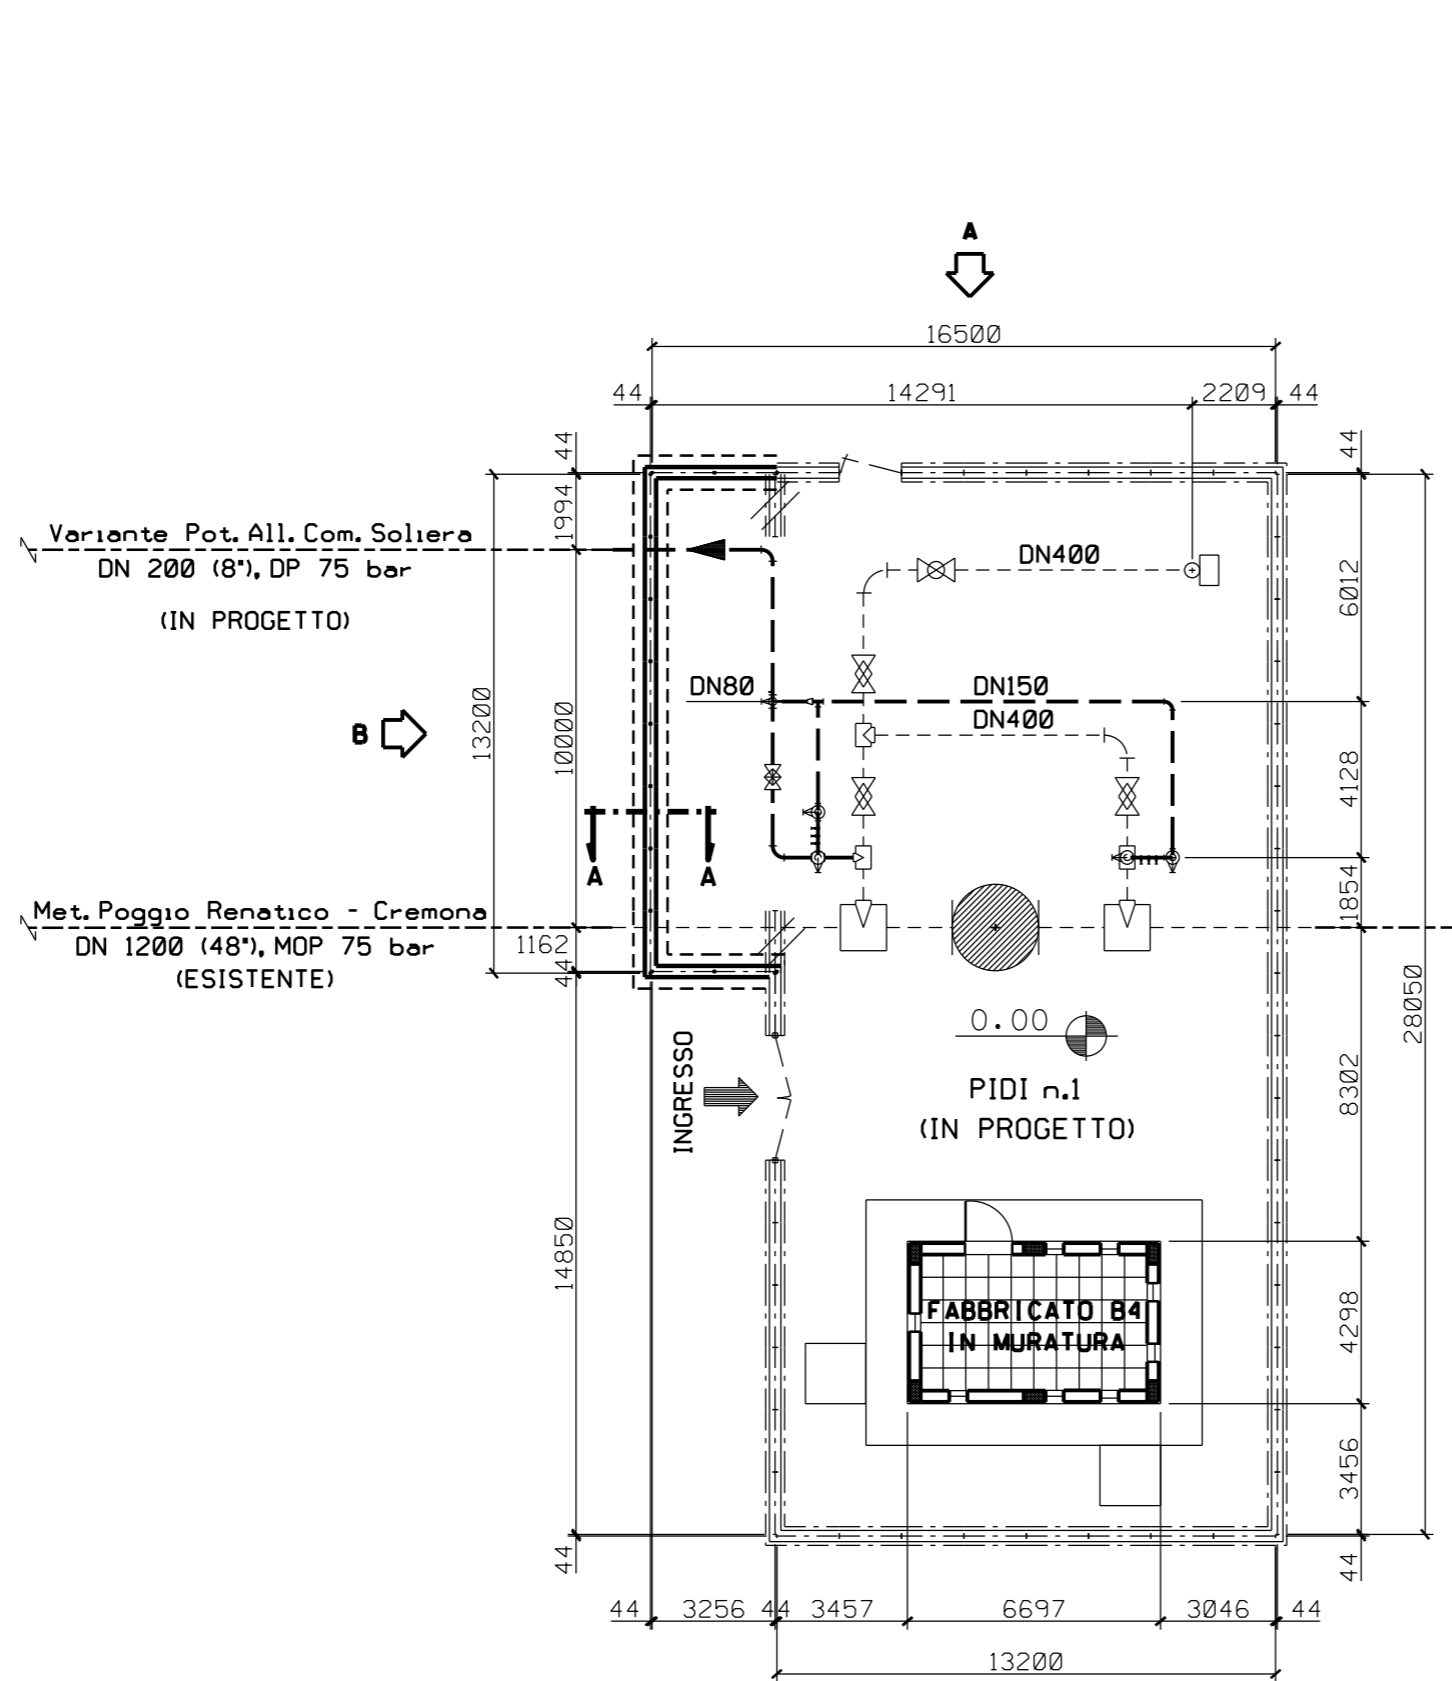 A
16500
44 14291 2209 44
44
44
1994
Variante Pot. All. Com. Soliera
DN 200 (8"), DP 75 bar
(IN PROGETTO)
DN400
6012
DN80
DN150
DN400
B
13200
10000
4128
A A
1854
Met. Poggio Renatico - Cremona
DN 1200 (48"), MOP 75 bar
(ESISTENTE)
1162
44
28050
0.00
INGRESSO
PIDI n.1
(IN PROGETTO)
8302
14850
FABBRICATO B4
IN MURATURA
4298
3456
44
44
44 3256 44 3457 6697 3046 44
13200